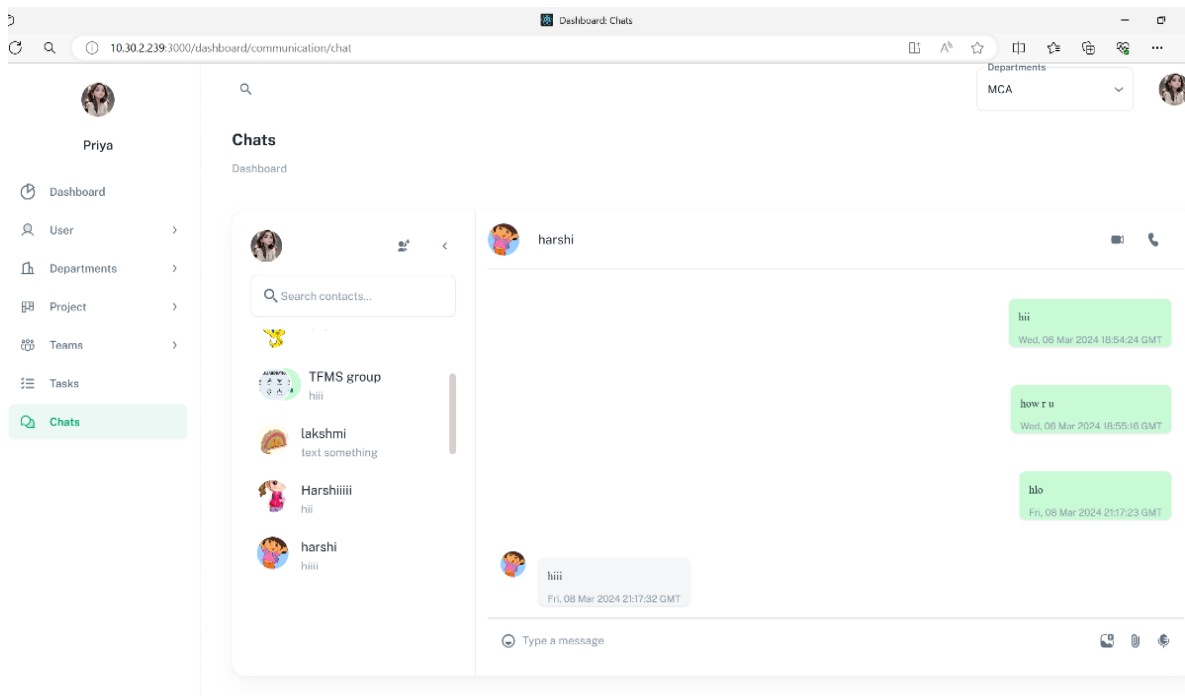 Dashboard: Chats
10.30.2.239:3000/dashboard/communication/chat
Priya
Dashboard
User
Departments
Project
Teams
Tasks
Chats
Departments
MCA
Chats
Dashboard
Search contacts...
TFMS group
hiii
lakshmi
text something
Harshiiiii
hii
harshi
hiiii
harshi
hii
Wed, 06 Mar 2024 18:54:24 GMT
how r u
Wed, 06 Mar 2024 18:55:16 GMT
hlo
Fri, 08 Mar 2024 21:17:23 GMT
hiii
Fri, 08 Mar 2024 21:17:32 GMT
Type a message